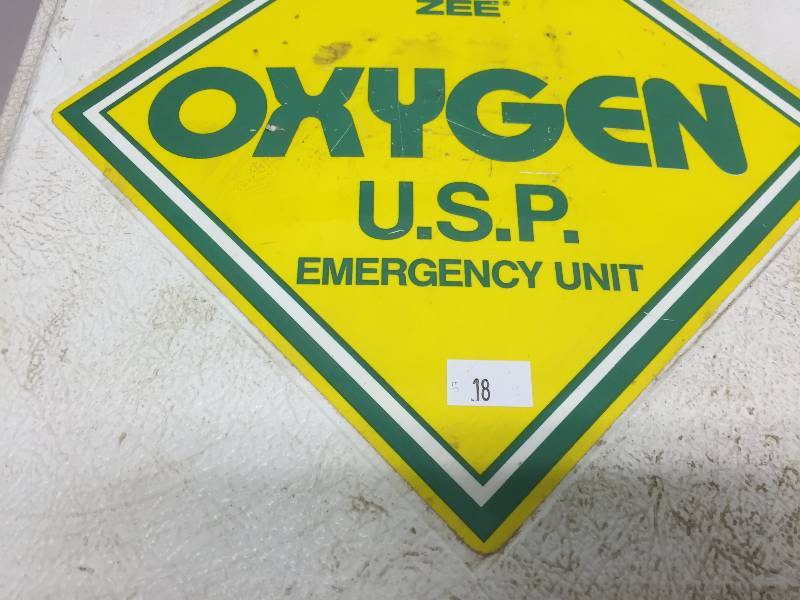 ZEE®
OXYGEN
U.S.P.
EMERGENCY UNIT
18